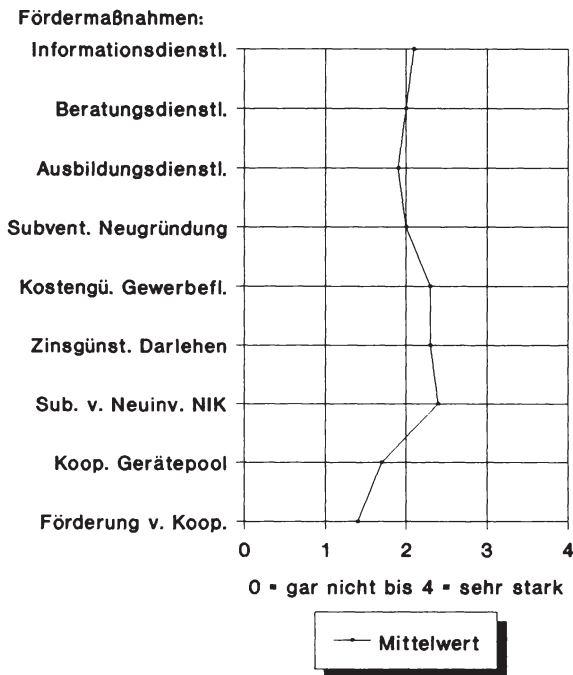 Fördermaßnahmen:
Informationsdienstl.
Beratungsdienstl.
Ausbildungsdienstl.
Subvent. Neugründung
Kostengü. Gewerbefl.
Zinsgünst. Darlehen
Sub. v. Neuinv. NIK
Koop. Gerätepool
Förderung v. Koop.
0 1 2 3 4
0 = gar nicht bis 4 = sehr stark
Mittelwert